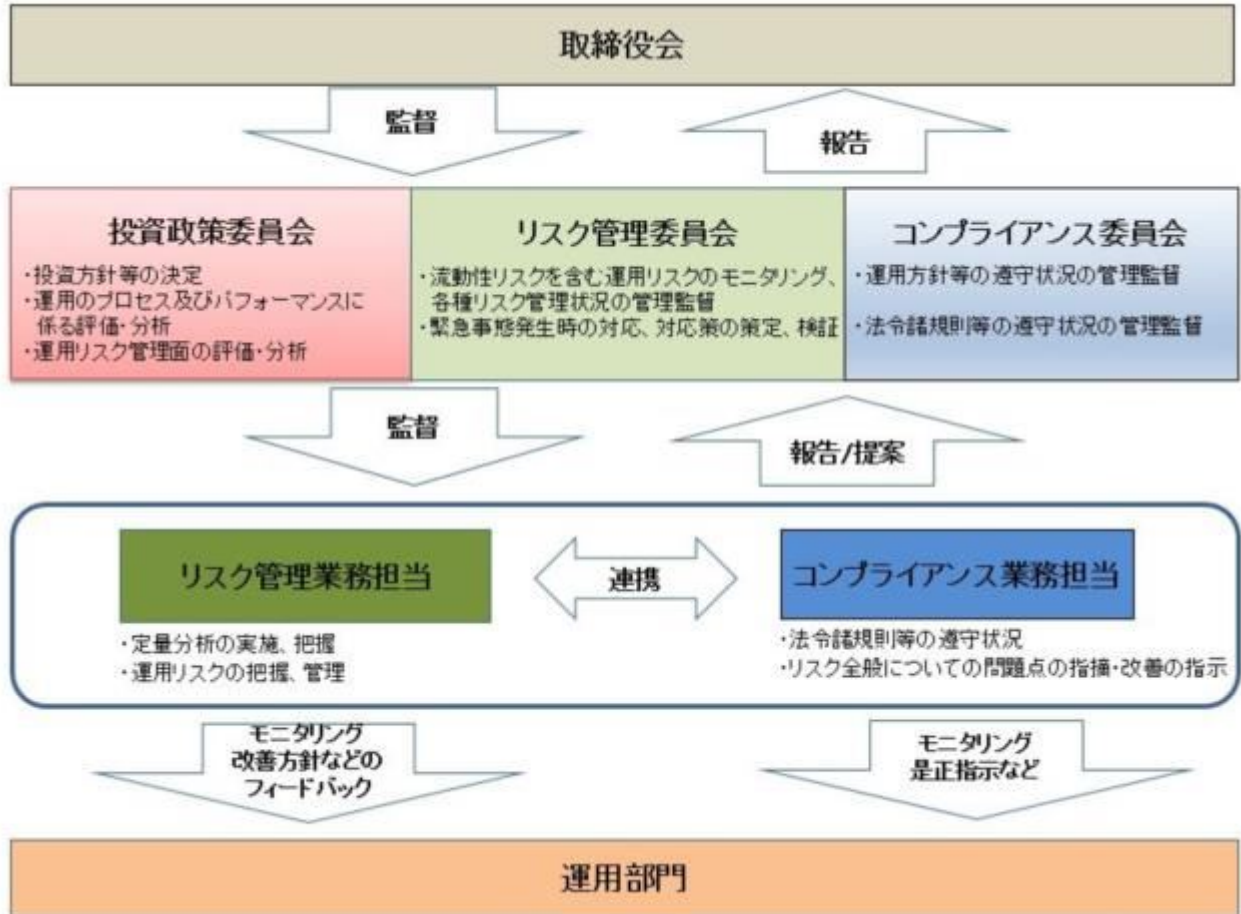 取締役会
監督
報告
投資政策委員会
・投資方針等の決定
・運用のプロセス及びパフォーマンスに
係る評価・分析
・運用リスク管理面の評価・分析
リスク管理委員会
・流動性リスクを含む運用リスクのモニタリング、
各種リスク管理状況の管理監督
・緊急事態発生時の対応、対応策の策定、検証
コンプライアンス委員会
・運用方針等の遵守状況の管理監督
・法令諸規則等の遵守状況の管理監督
監督
報告/提案
リスク管理業務担当
・定量分析の実施、把握
・運用リスクの把握、管理
連携
コンプライアンス業務担当
・法令諸規則等の遵守状況
・リスク全般についての問題点の指摘・改善の指示
モニタリング
改善方針などの
フィードバック
モニタリング
是正指示など
運用部門